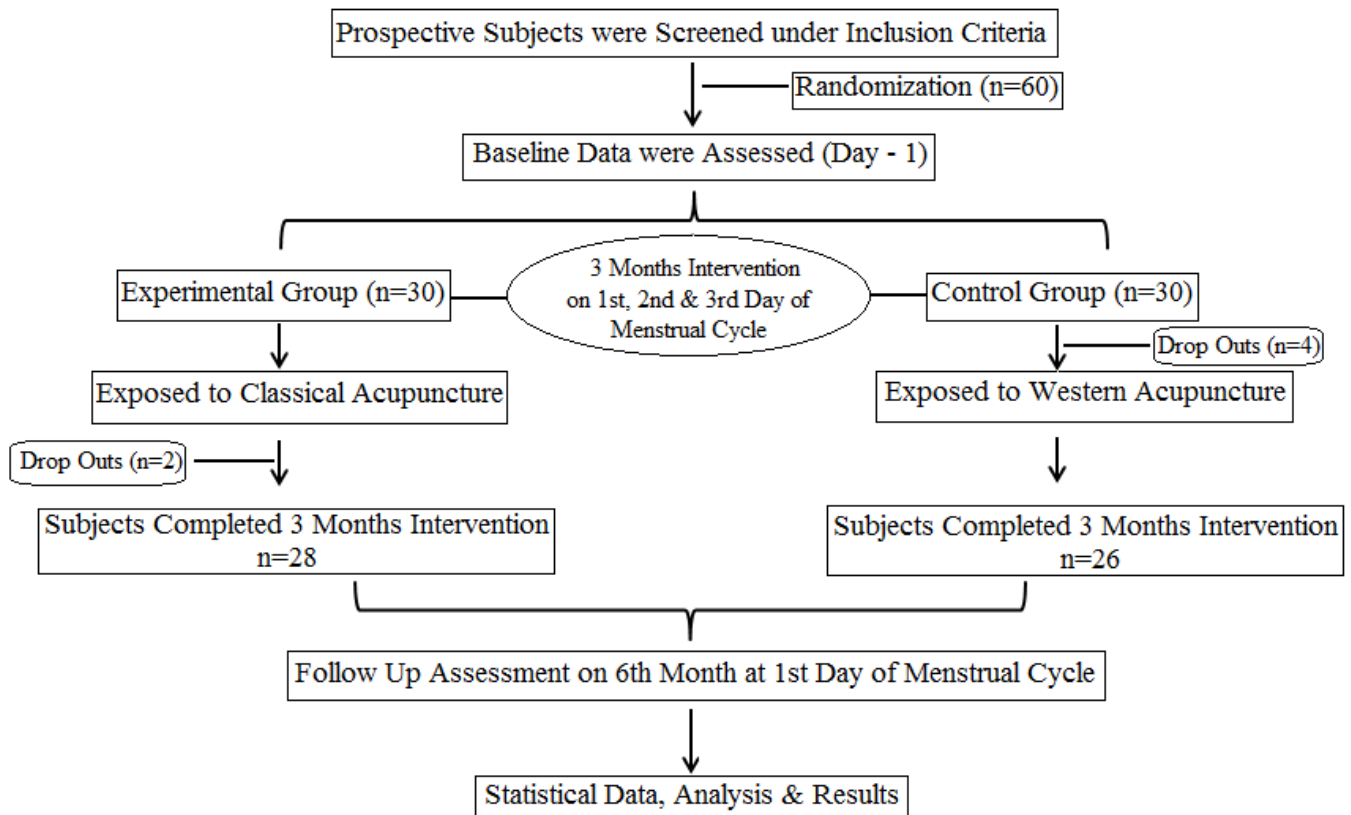 Prospective Subjects were Screened under Inclusion Criteria
Randomization (n=60)
Baseline Data were Assessed (Day - 1)
Experimental Group (n=30)
3 Months Intervention
on 1st, 2nd & 3rd Day of
Menstrual Cycle
Control Group (n=30)
Drop Outs (n=4)
Exposed to Classical Acupuncture
Exposed to Western Acupuncture
Drop Outs (n=2)
Subjects Completed 3 Months Intervention
n=28
Subjects Completed 3 Months Intervention
n=26
Follow Up Assessment on 6th Month at 1st Day of Menstrual Cycle
Statistical Data, Analysis & Results